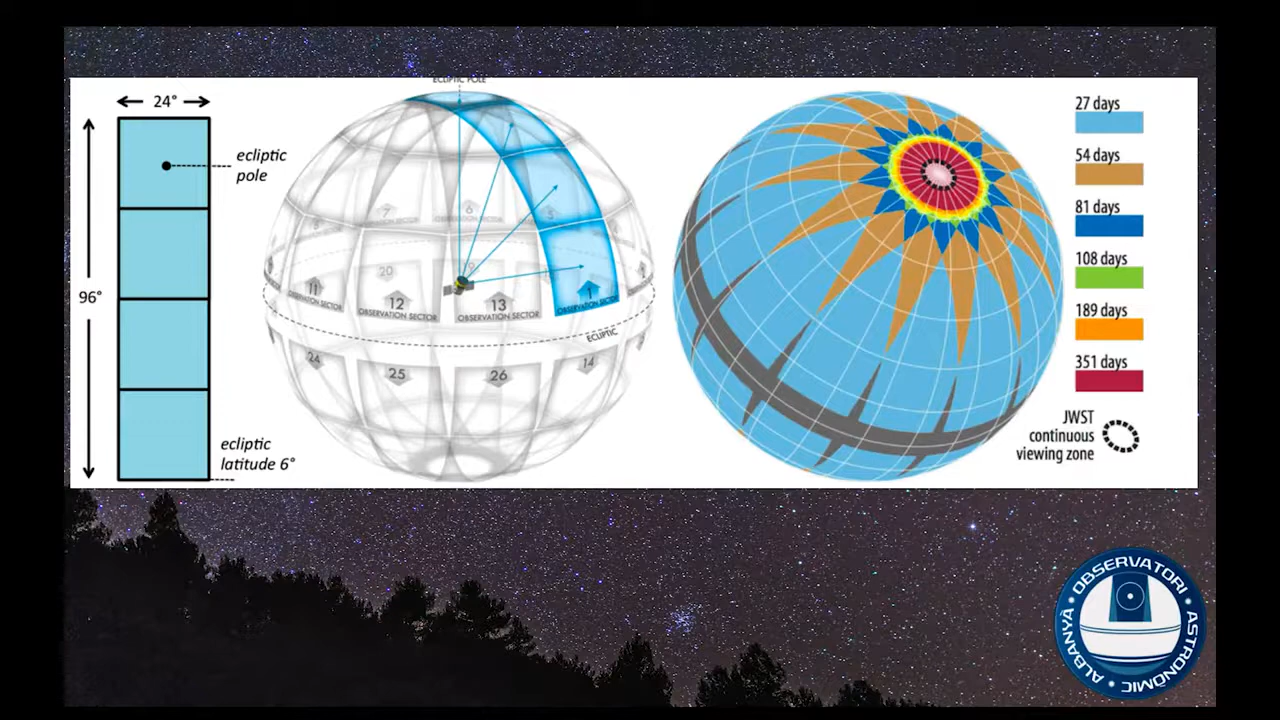 24°
96°
ecliptic
pole
ecliptic
latitude 6°
ECLIPTIC POLE
7
OBSERVATION SECTOR
6
OBSERVATION SECTOR
20
11
OBSERVATION SECTOR
12
OBSERVATION SECTOR
13
OBSERVATION SECTOR
1
OBSERVATION SECTOR
ECLIPTIC
24
25
26
14
27 days
54 days
81 days
108 days
189 days
351 days
JWST
continuous
viewing zone
OBSERVATORI
ASTRONÒMIC
ALBANYÀ